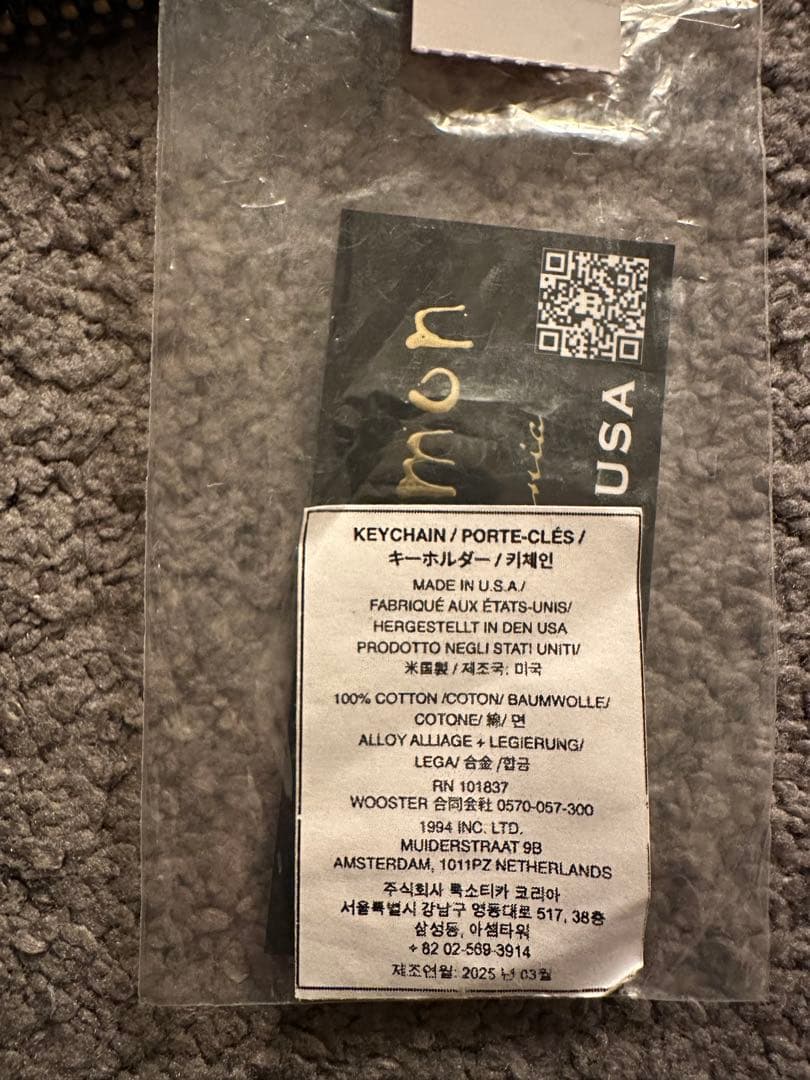 mon
USA
KEYCHAIN / PORTE-CLÉS /
キーホルダー / 키체인
MADE IN U.S.A./
FABRIQUÉ AUX ÉTATS-UNIS/
HERGESTELLT IN DEN USA
PRODOTTO NEGLI STATI UNITI/
米国製 / 제조국: 미국
100% COTTON /COTON/ BAUMWOLLE/
COTONE/ 綿/ 면
ALLOY ALLIAGE + LEGIERUNG/
LEGA/ 合金 /합금
RN 101837
WOOSTER 合同会社 0570-057-300
1994 INC. LTD.
MUIDERSTRAAT 9B
AMSTERDAM, 1011PZ NETHERLANDS
주식회사 룩소티카 코리아
서울특별시 강남구 영동대로 517, 38층
삼성동, 아셈타워
+ 82 02-569-3914
제조연월: 2025 년 03월